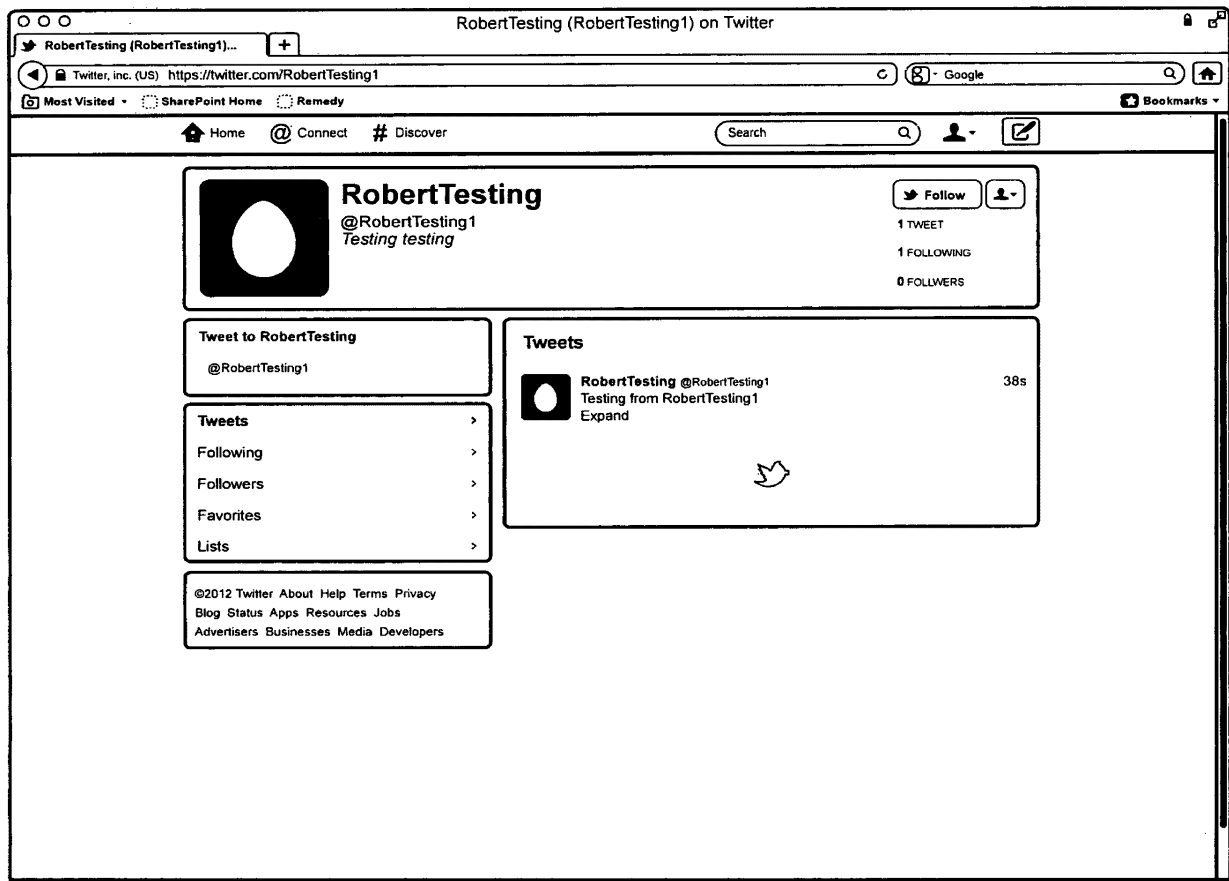 RobertTesting (RobertTesting1) on Twitter
RobertTesting (RobertTesting1)... +
Twitter, inc. (US) https://twitter.com/RobertTesting1
Google
Most Visited SharePoint Home Remedy Bookmarks
Home @ Connect # Discover Search
RobertTesting
@RobertTesting1
Testing testing
Follow
1 TWEET
1 FOLLOWING
0 FOLLWERS
Tweet to RobertTesting
@RobertTesting1
Tweets >
Following >
Followers >
Favorites >
Lists >
©2012 Twitter About Help Terms Privacy
Blog Status Apps Resources Jobs
Advertisers Businesses Media Developers
Tweets
RobertTesting @RobertTesting1 38s
Testing from RobertTesting1
Expand